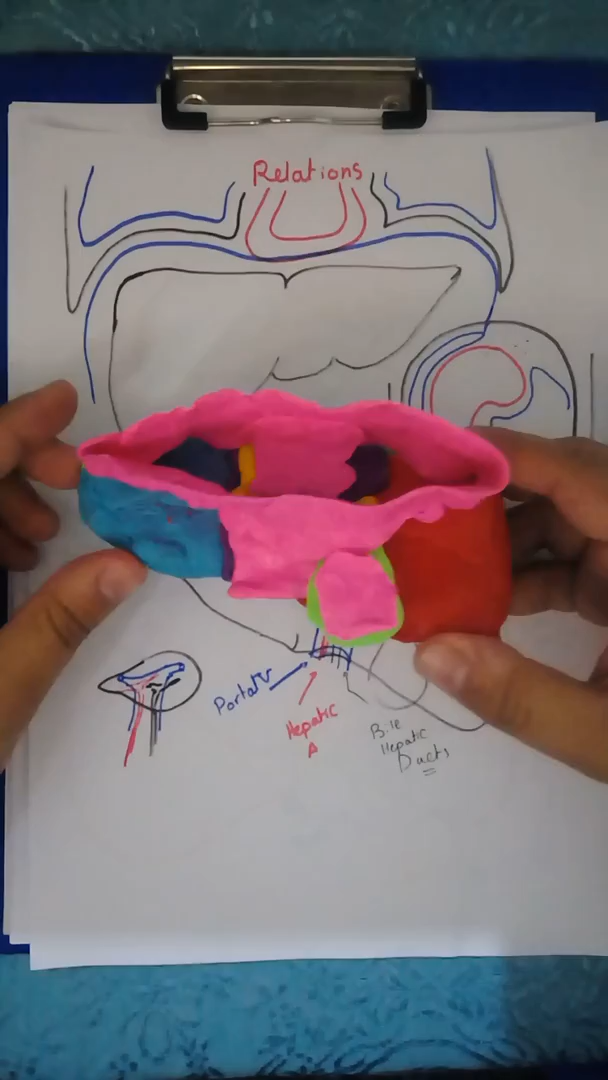 Relations
Portal V
Hepatic
A
Bile
Hepatic
Ducts